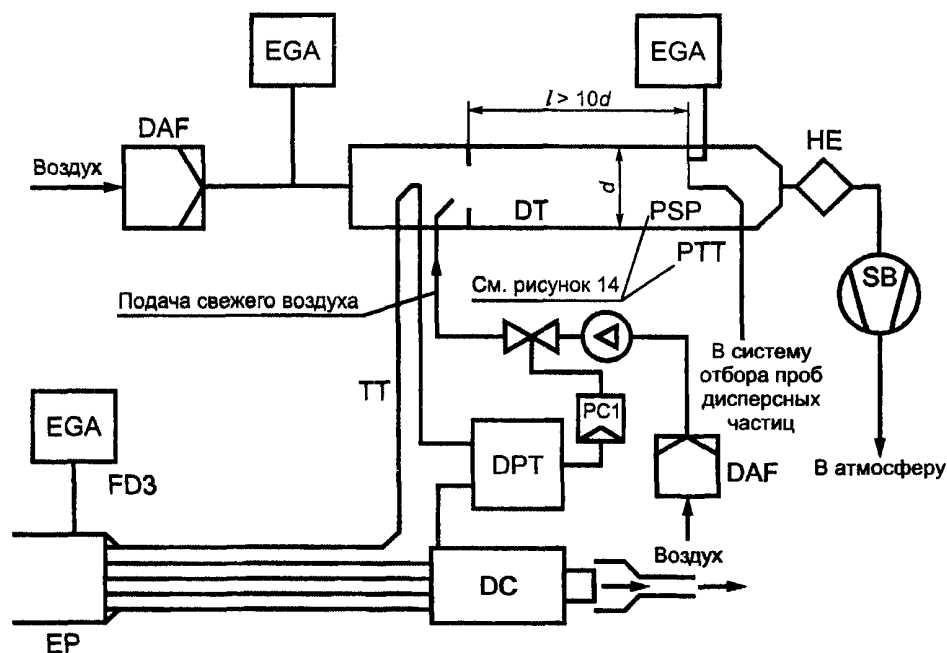 EGA
EGA
l > 10d
DAF
HE
Воздух
d
DT
PSP
PTT
SB
См. рисунок 14
Подача свежего воздуха
В систему
отбора проб
дисперсных
частиц
TT
PC1
EGA
DPT
DAF
В атмосферу
FD3
Воздух
DC
EP